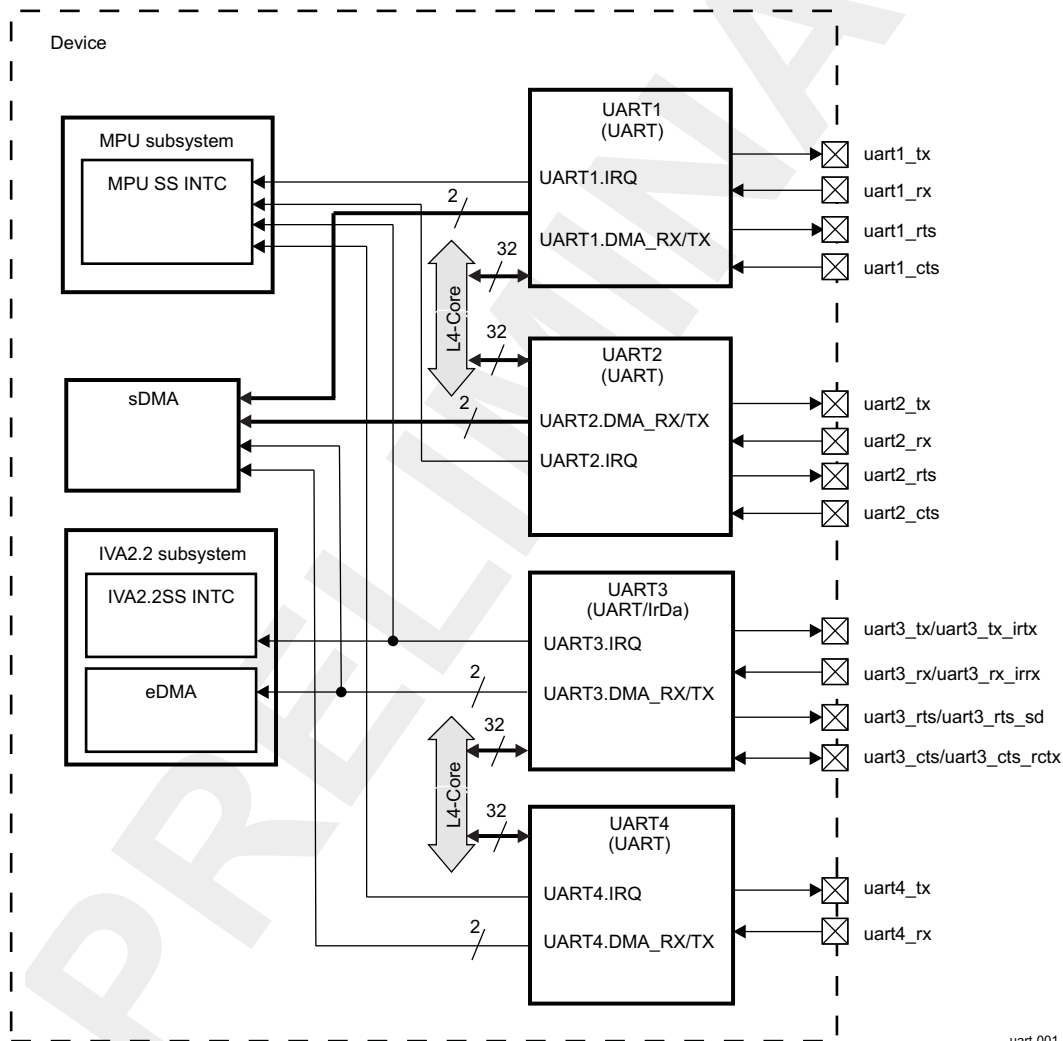 Device
MPU subsystem
MPU SS INTC
sDMA
IVA2.2 subsystem
IVA2.2SS INTC
eDMA
UART1
(UART)
UART1.IRQ
2
UART1.DMA_RX/TX
32
L4-Core
32
UART2
(UART)
2
UART2.DMA_RX/TX
UART2.IRQ
UART3
(UART/IrDa)
UART3.IRQ
2
UART3.DMA_RX/TX
32
L4-Core
32
UART4
(UART)
UART4.IRQ
2
UART4.DMA_RX/TX
uart1_tx
uart1_rx
uart1_rts
uart1_cts
uart2_tx
uart2_rx
uart2_rts
uart2_cts
uart3_tx/uart3_tx_irtx
uart3_rx/uart3_rx_irrx
uart3_rts/uart3_rts_sd
uart3_cts/uart3_cts_rctx
uart4_tx
uart4_rx
PRELIMINA